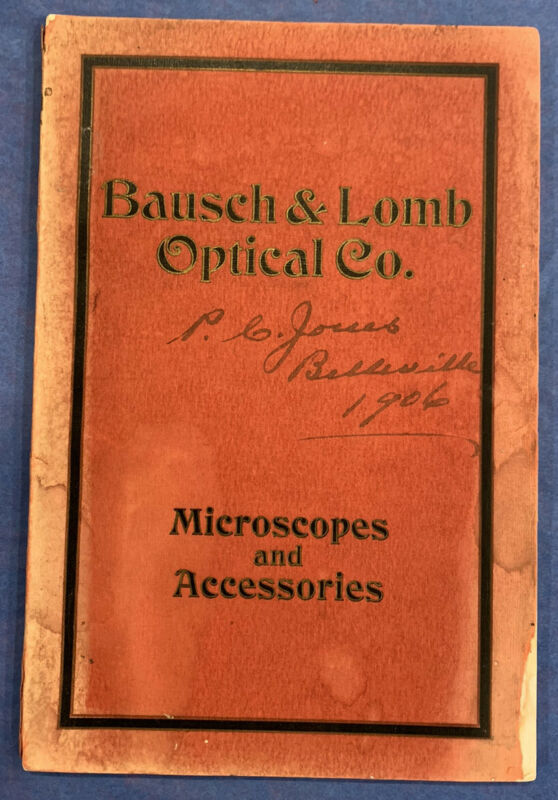 Bausch & Lomb
Optical Co.
P. C. Jones
Belleville
1906
Microscopes
and
Accessories